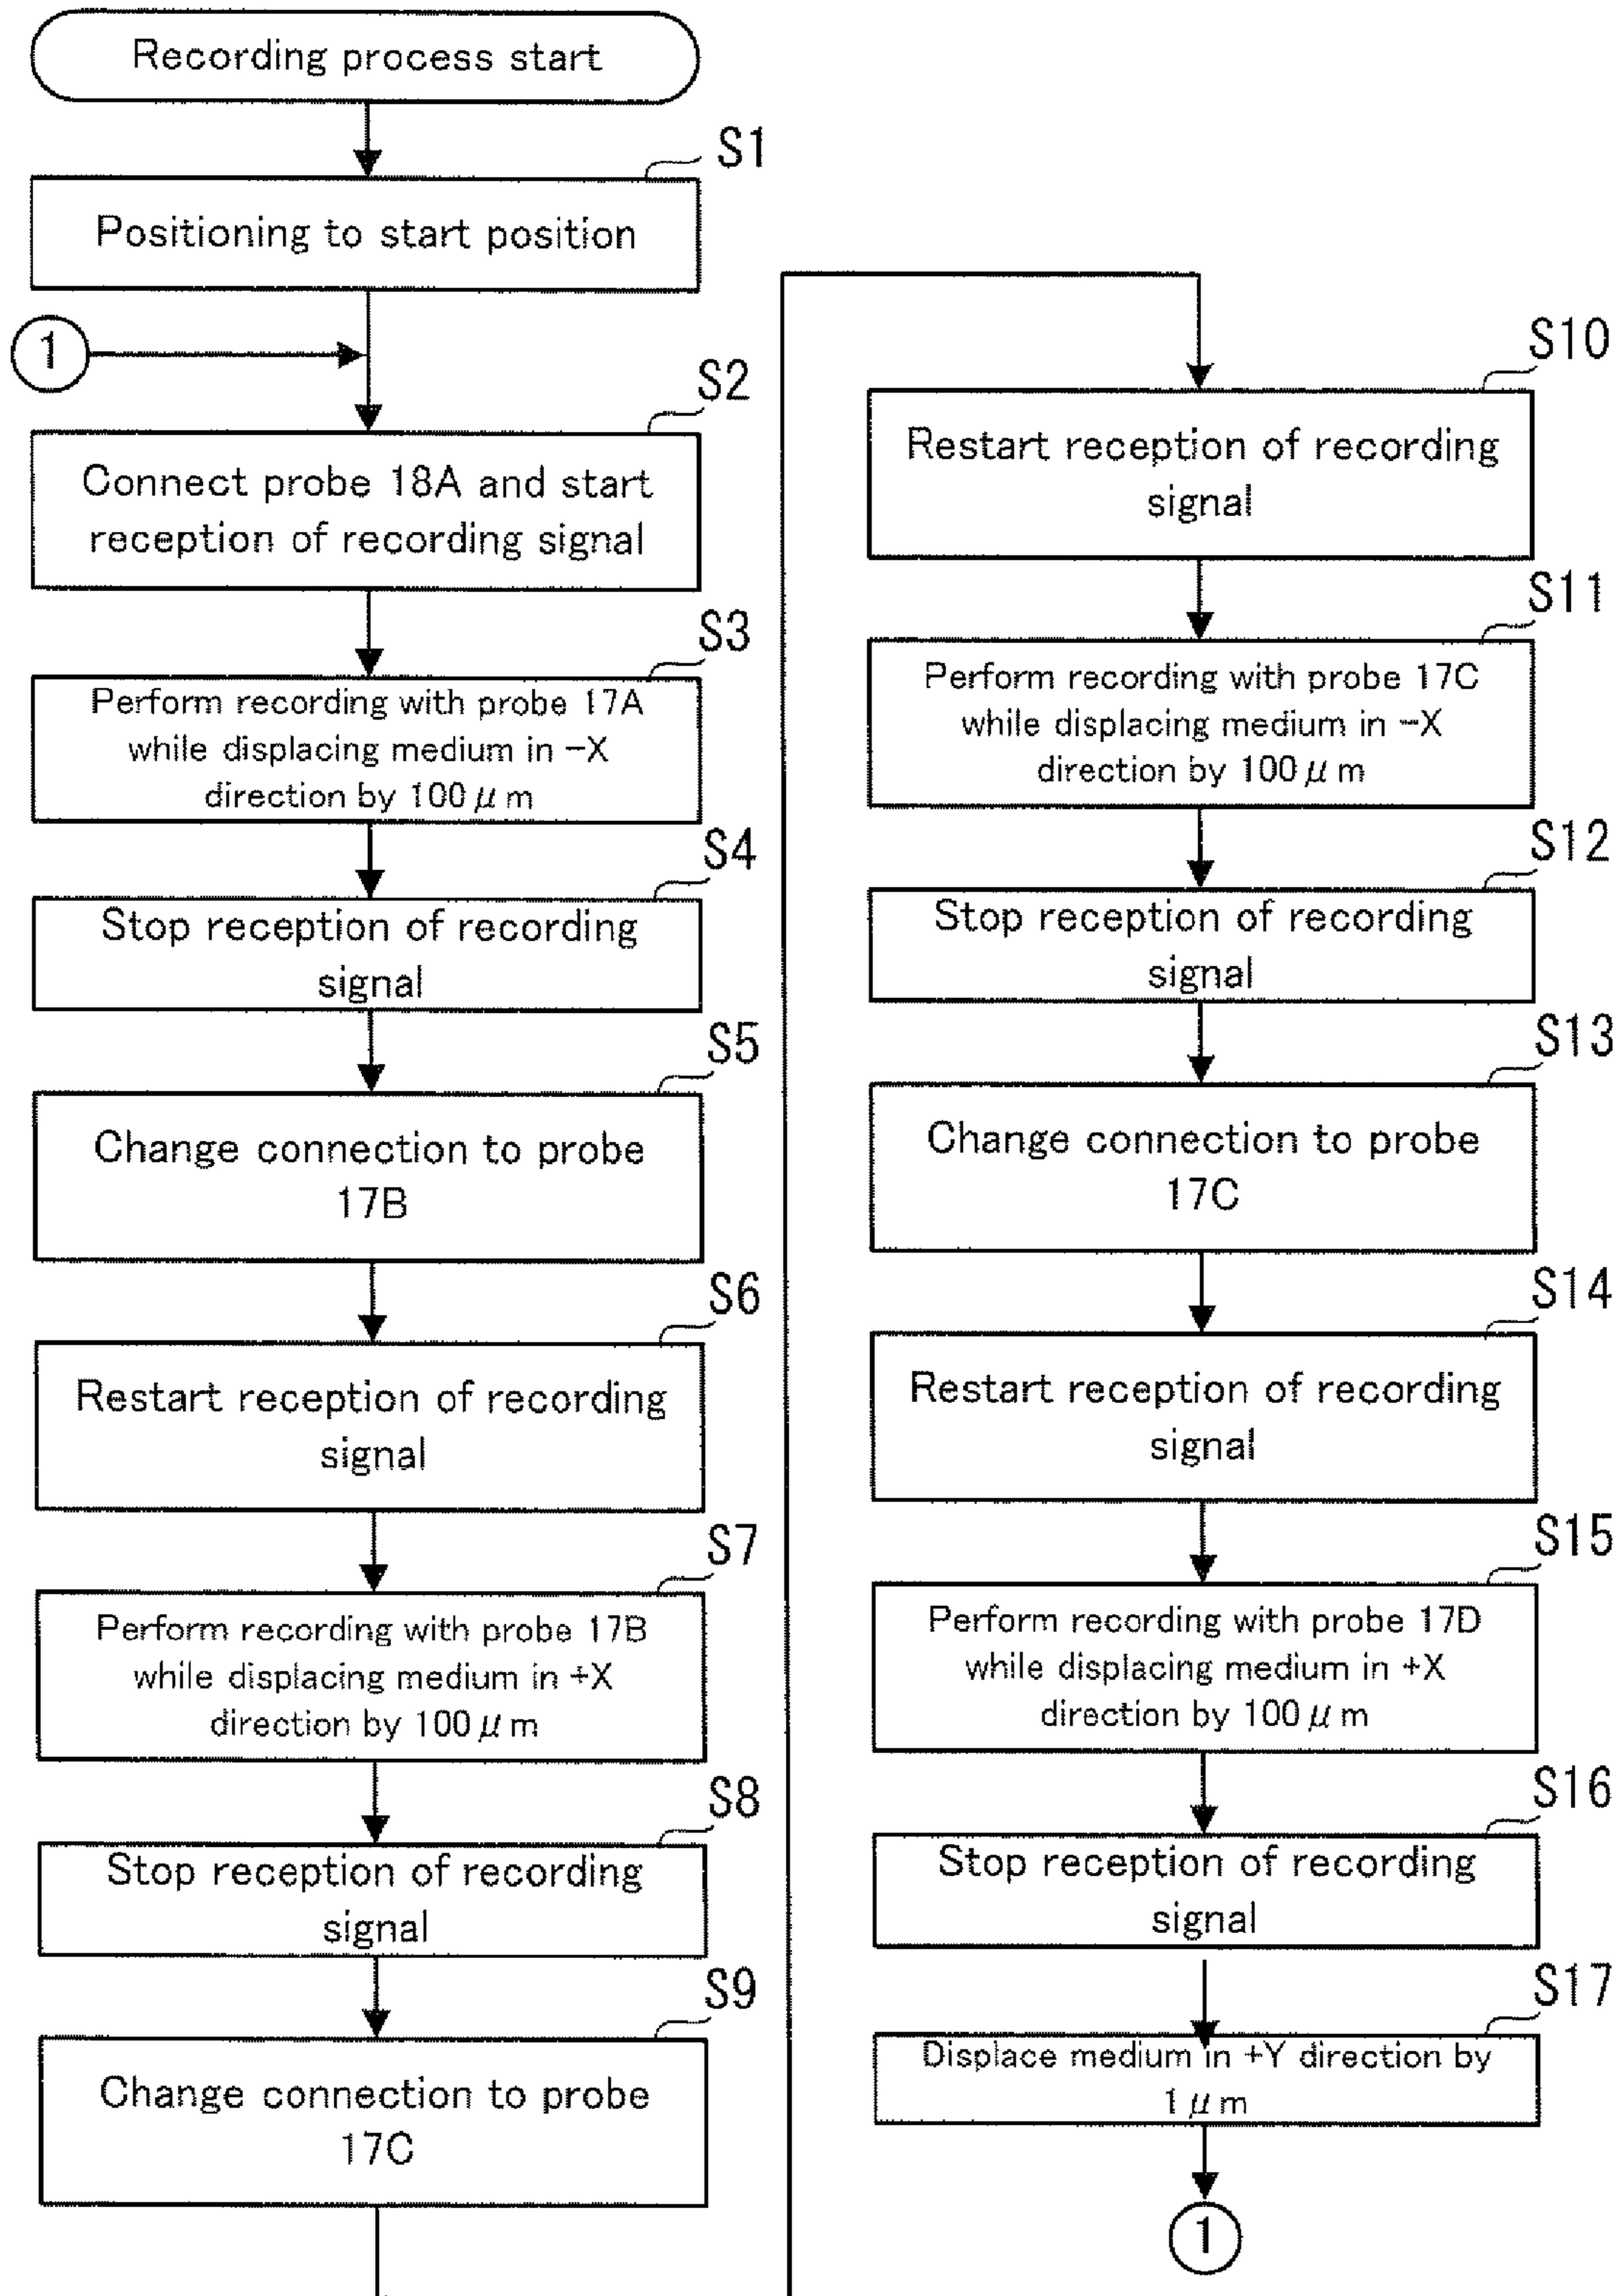 Recording process start
S1
Positioning to start position
1
S2
Connect probe 18A and start
reception of recording signal
S3
Perform recording with probe 17A
while displacing medium in −X
direction by 100 μ m
S4
Stop reception of recording
signal
S5
Change connection to probe
17B
S6
Restart reception of recording
signal
S7
Perform recording with probe 17B
while displacing medium in +X
direction by 100 μ m
S8
Stop reception of recording
signal
S9
Change connection to probe
17C
S10
Restart reception of recording
signal
S11
Perform recording with probe 17C
while displacing medium in −X
direction by 100 μ m
S12
Stop reception of recording
signal
S13
Change connection to probe
17C
S14
Restart reception of recording
signal
S15
Perform recording with probe 17D
while displacing medium in +X
direction by 100 μ m
S16
Stop reception of recording
signal
S17
Displace medium in +Y direction by
1 μ m
1